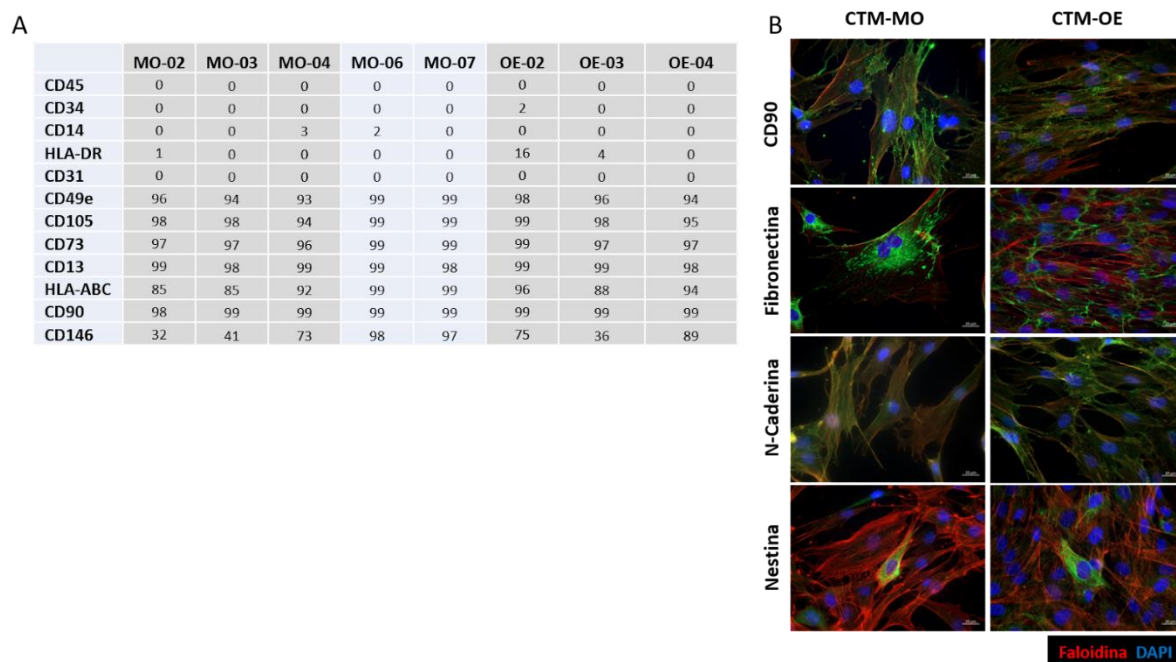 A
MO-02 MO-03 MO-04 MO-06 MO-07 OE-02 OE-03 OE-04
CD45 0 0 0 0 0 0 0 0
CD34 0 0 0 0 0 2 0 0
CD14 0 0 3 2 0 0 0 0
HLA-DR 1 0 0 0 0 16 4 0
CD31 0 0 0 0 0 0 0 0
CD49e 96 94 93 99 99 98 96 94
CD105 98 98 94 99 99 99 98 95
CD73 97 97 96 99 99 99 97 97
CD13 99 98 99 99 98 99 99 98
HLA-ABC 85 85 92 99 99 96 88 94
CD90 98 99 99 99 99 99 99 99
CD146 32 41 73 98 97 75 36 89
B
CTM-MO CTM-OE
CD90
Fibronectina
N-Caderina
Nestina
Faloidina DAPI